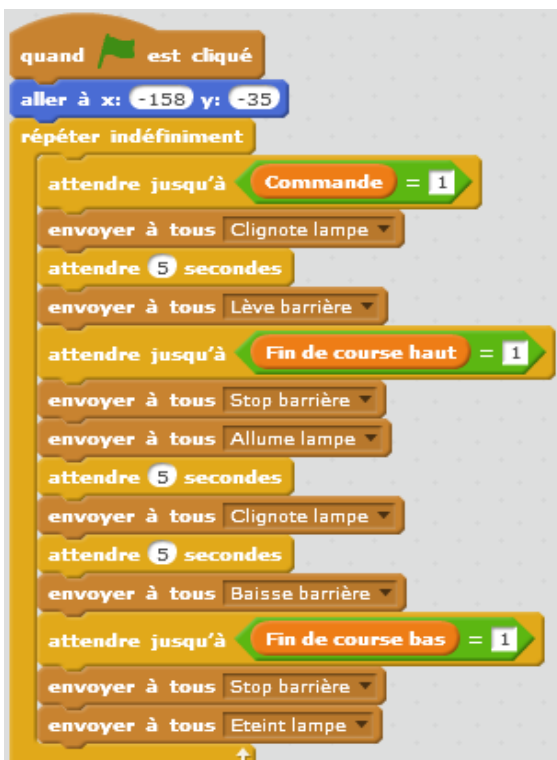 quand est cliqué
aller à x: -158 y: -35
répéter indéfiniment
attendre jusqu'à Commande = 1
envoyer à tous Clignote lampe
attendre 5 secondes
envoyer à tous Lève barrière
attendre jusqu'à Fin de course haut = 1
envoyer à tous Stop barrière
envoyer à tous Allume lampe
attendre 5 secondes
envoyer à tous Clignote lampe
attendre 5 secondes
envoyer à tous Baisse barrière
attendre jusqu'à Fin de course bas = 1
envoyer à tous Stop barrière
envoyer à tous Eteint lampe